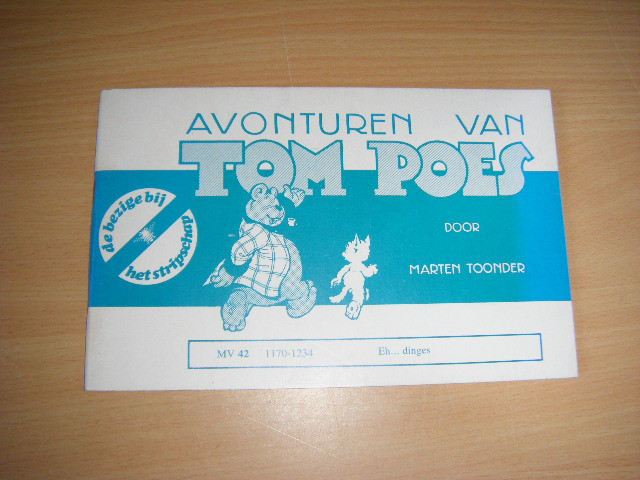 AVONTUREN VAN
TOM POES
de bezige bij
het stripschap
DOOR
MARTEN TOONDER
MV 42 1170-1234 Eh... dinges